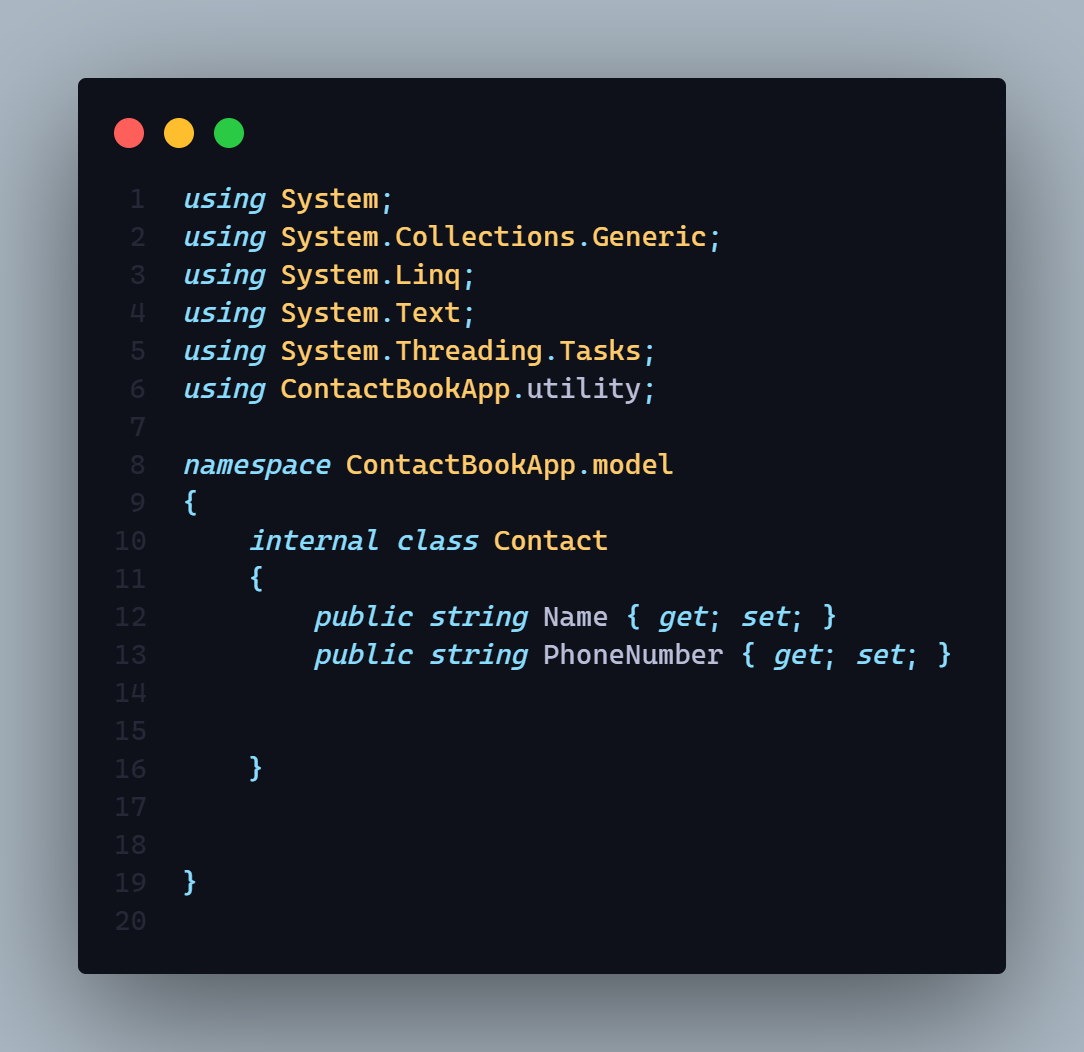 1 using System;
2 using System.Collections.Generic;
3 using System.Linq;
4 using System.Text;
5 using System.Threading.Tasks;
6 using ContactBookApp.utility;
7
8 namespace ContactBookApp.model
9 {
10     internal class Contact
11     {
12         public string Name { get; set; }
13         public string PhoneNumber { get; set; }
14
15
16     }
17
18
19 }
20